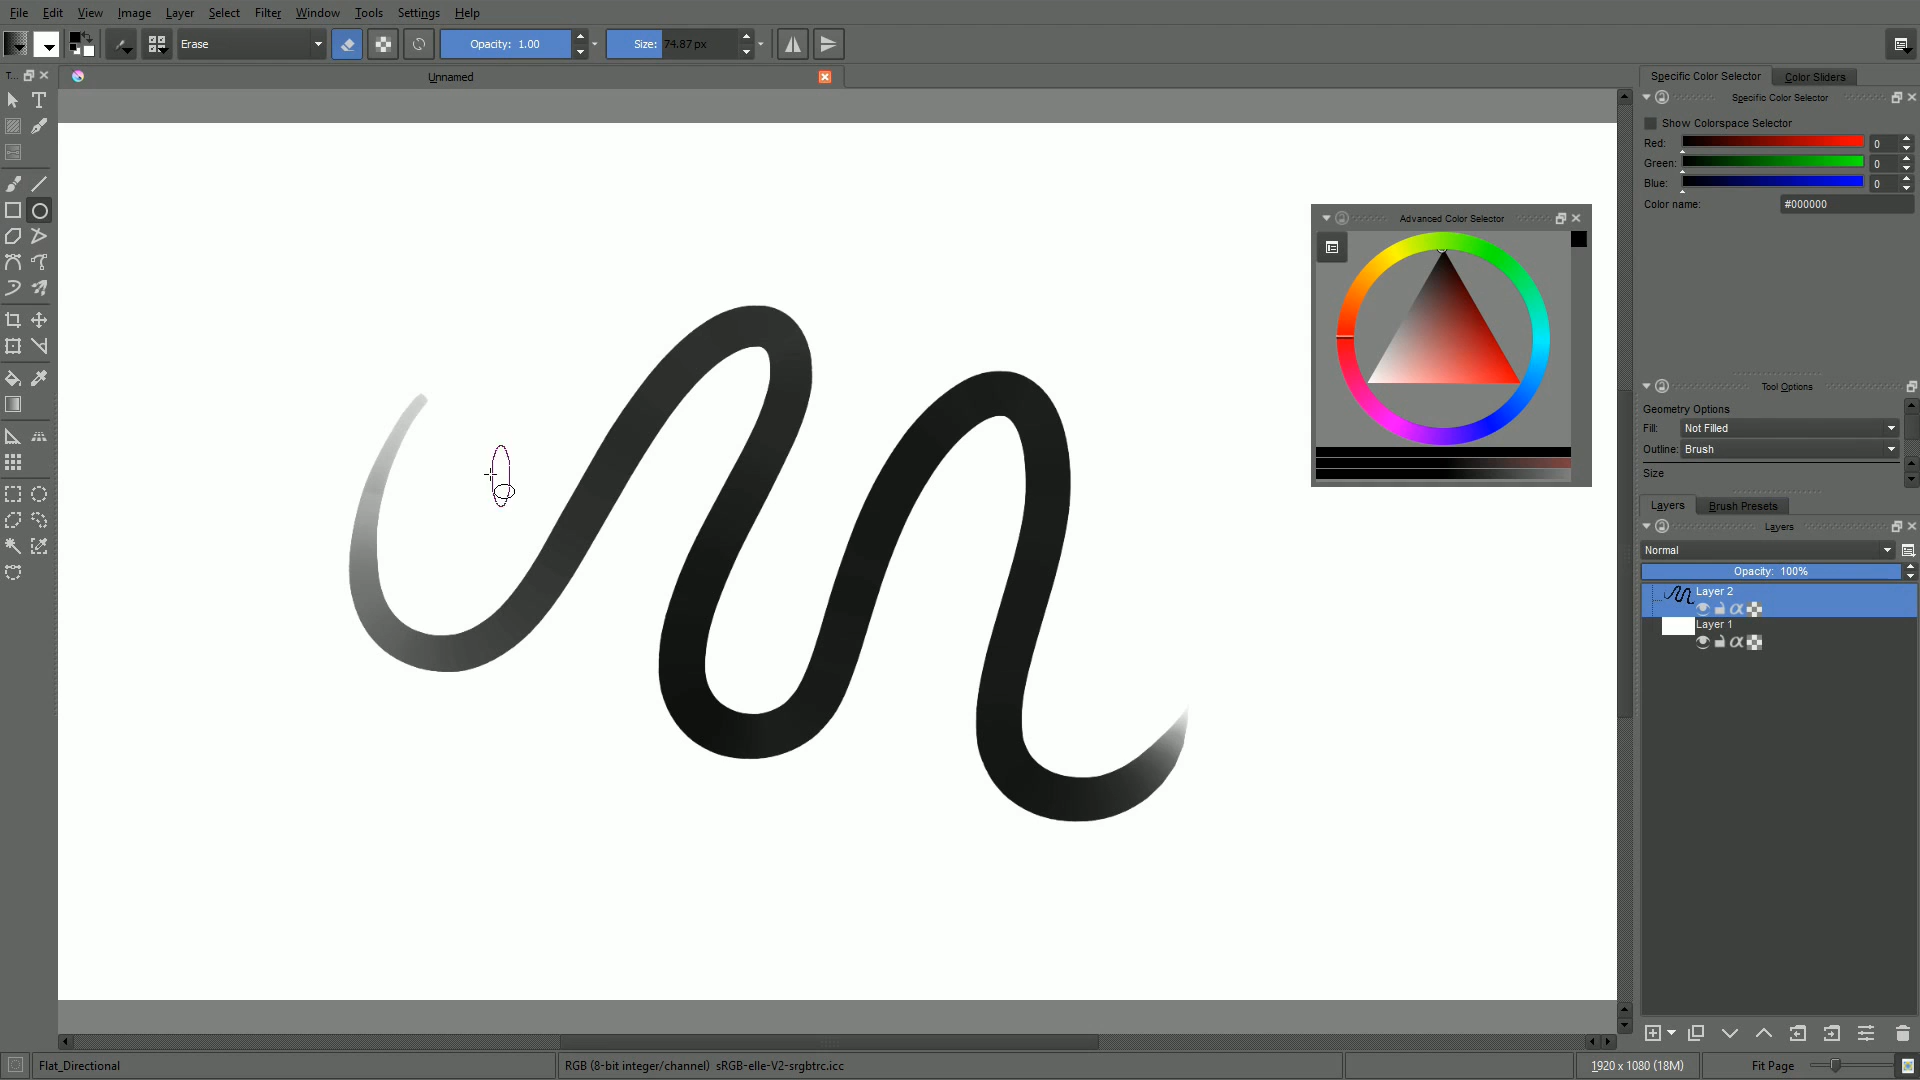 File Edit View Image Layer Select Filter Window Tools Settings Help
Erase Opacity: 1.00 Size: 74.87 px
T... Unnamed
Specific Color Selector Color Sliders
Specific Color Selector
Show Colorspace Selector
Red: 0
Green: 0
Blue: 0
Color name: #000000
Advanced Color Selector
Tool Options
Geometry Options
Fill: Not Filled
Outline: Brush
Size
Layers Brush Presets
Layers
Normal
Opacity: 100%
Layer 2
Layer 1
Flat_Directional RGB (8-bit integer/channel) sRGB-elle-V2-srgbtrc.icc 1920 x 1080 (18M) Fit Page